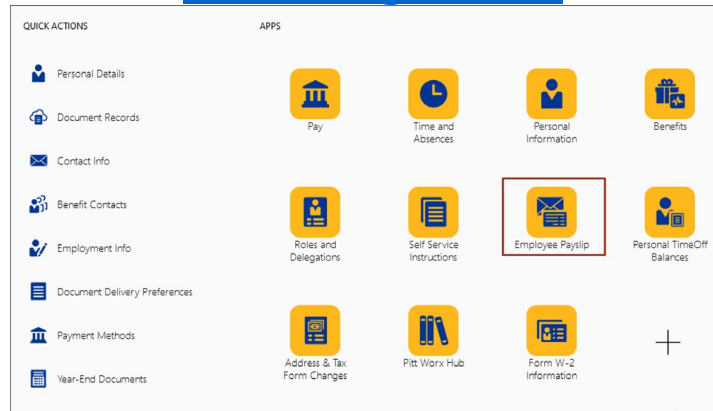 QUICK ACTIONS
APPS
Personal Details
Document Records
Contact Info
Benefit Contacts
Employment Info
Document Delivery Preferences
Payment Methods
Year-End Documents
Pay
Time and
Absences
Personal
Information
Benefits
Roles and
Delegations
Self Service
Instructions
Employee Payslip
Personal TimeOff
Balances
Address & Tax
Form Changes
Pitt Worx Hub
Form W-2
Information